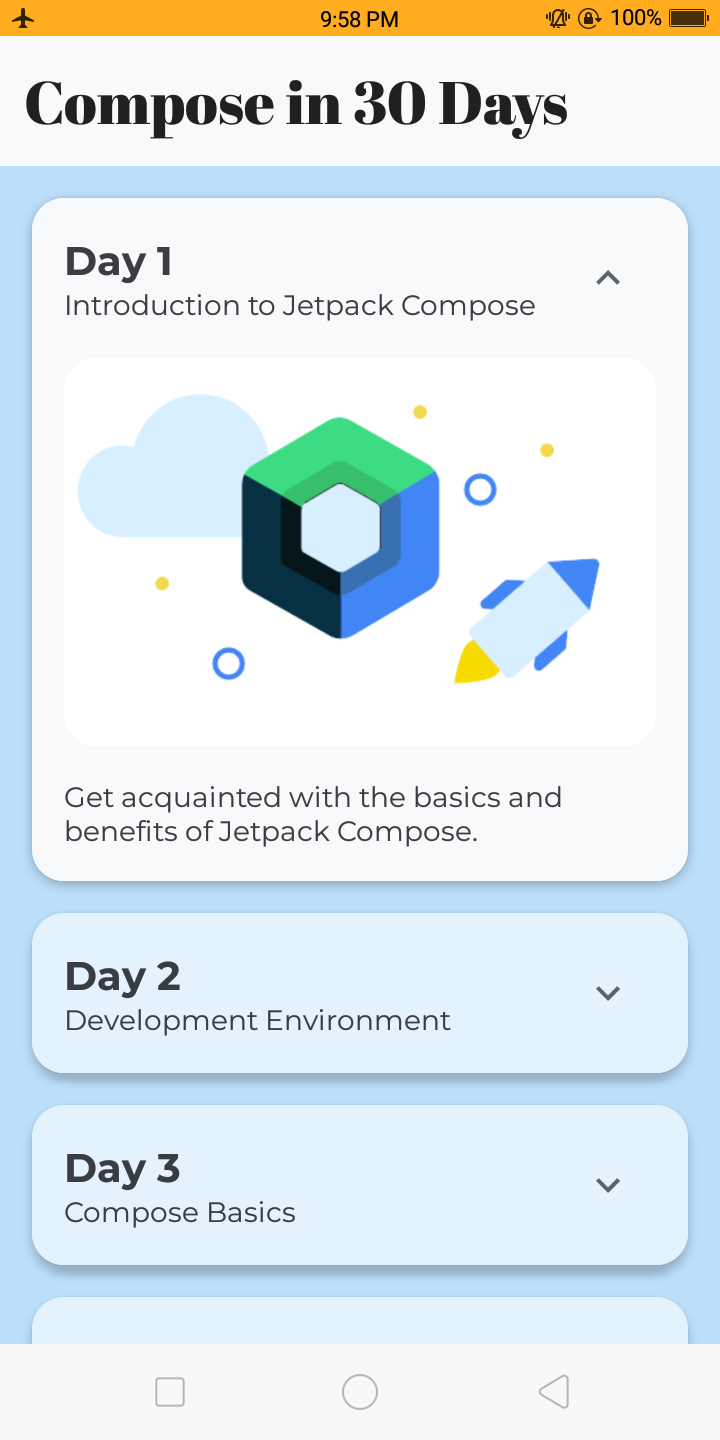 9:58 PM
100%
Compose in 30 Days
Day 1
Introduction to Jetpack Compose
Get acquainted with the basics and
benefits of Jetpack Compose.
Day 2
Development Environment
Day 3
Compose Basics